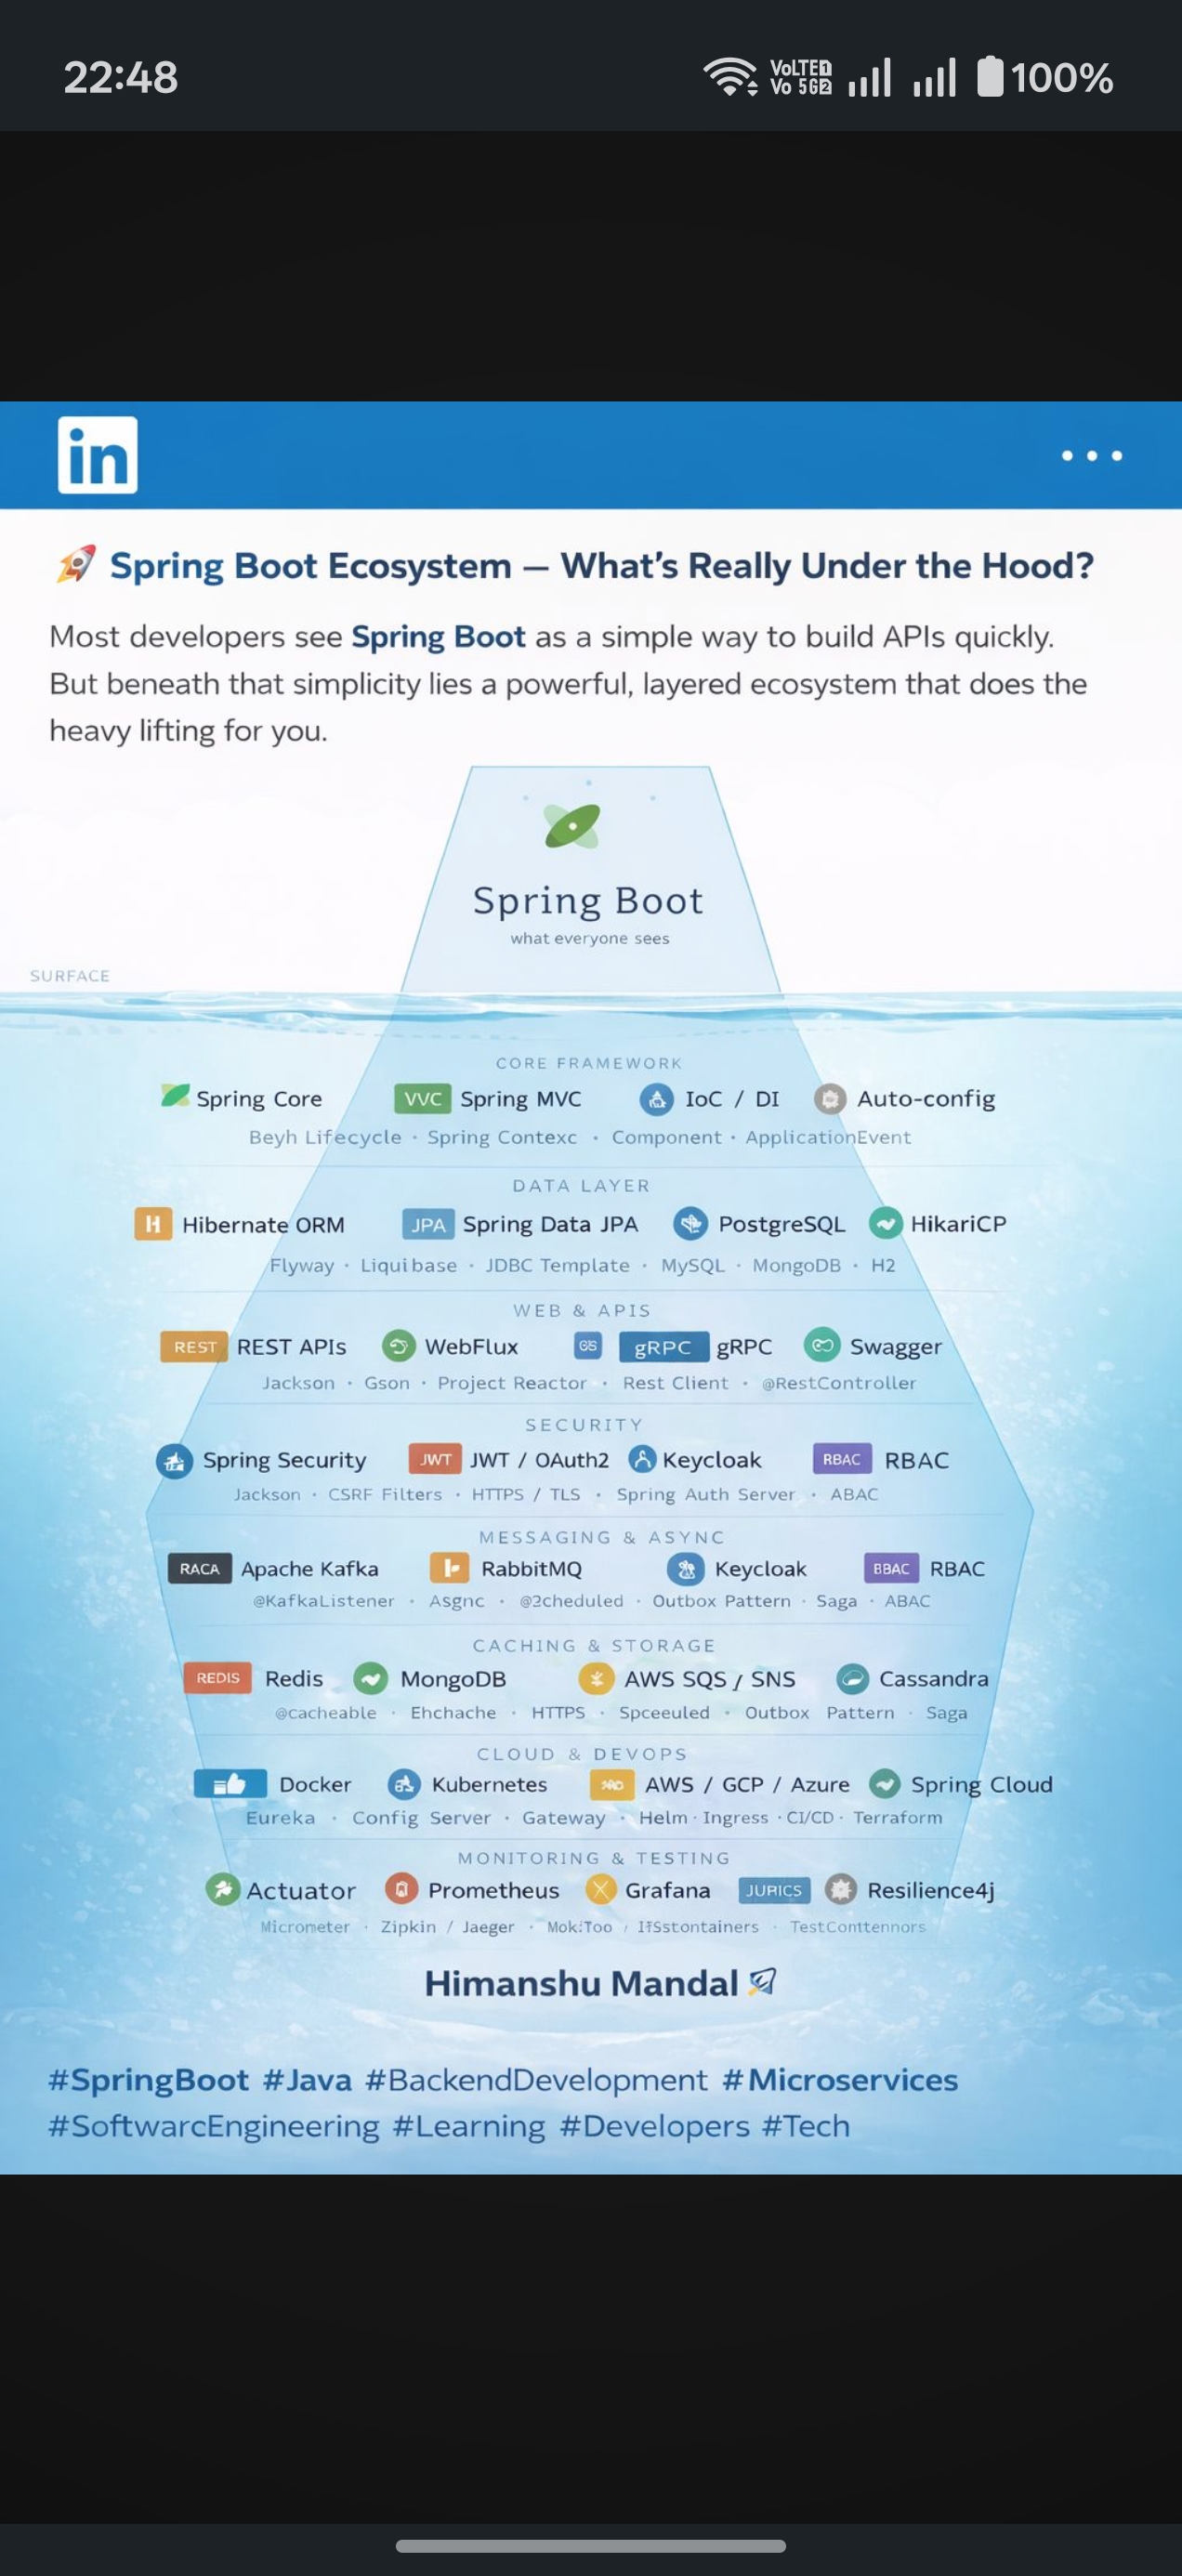 22:48 VoLTE1 Vo 5G2 100%
in
Spring Boot Ecosystem — What's Really Under the Hood?
Most developers see Spring Boot as a simple way to build APIs quickly.
But beneath that simplicity lies a powerful, layered ecosystem that does the
heavy lifting for you.
Spring Boot
what everyone sees
SURFACE
CORE FRAMEWORK
Spring Core VVC Spring MVC IoC / DI Auto-config
Beyh Lifecycle · Spring Contexc · Component · ApplicationEvent
DATA LAYER
H Hibernate ORM JPA Spring Data JPA PostgreSQL HikariCP
Flyway · Liquibase · JDBC Template · MySQL · MongoDB · H2
WEB & APIS
REST REST APIs WebFlux gRPC gRPC Swagger
Jackson · Gson · Project Reactor · Rest Client · @RestController
SECURITY
Spring Security JWT JWT / OAuth2 Keycloak RBAC RBAC
Jackson · CSRF Filters · HTTPS / TLS · Spring Auth Server · ABAC
MESSAGING & ASYNC
RACA Apache Kafka RabbitMQ Keycloak BBAC RBAC
@KafkaListener · Asgnc · @2cheduled · Outbox Pattern · Saga · ABAC
CACHING & STORAGE
REDIS Redis MongoDB AWS SQS / SNS Cassandra
@cacheable · Ehchache · HTTPS · Spceeuled · Outbox Pattern · Saga
CLOUD & DEVOPS
Docker Kubernetes AWS / GCP / Azure Spring Cloud
Eureka · Config Server · Gateway · Helm · Ingress · CI/CD · Terraform
MONITORING & TESTING
Actuator Prometheus Grafana JURICS Resilience4j
Micrometer · Zipkin / Jaeger · TestConttennors
Himanshu Mandal
#SpringBoot #Java #BackendDevelopment #Microservices
#SoftwarcEngineering #Learning #Developers #Tech